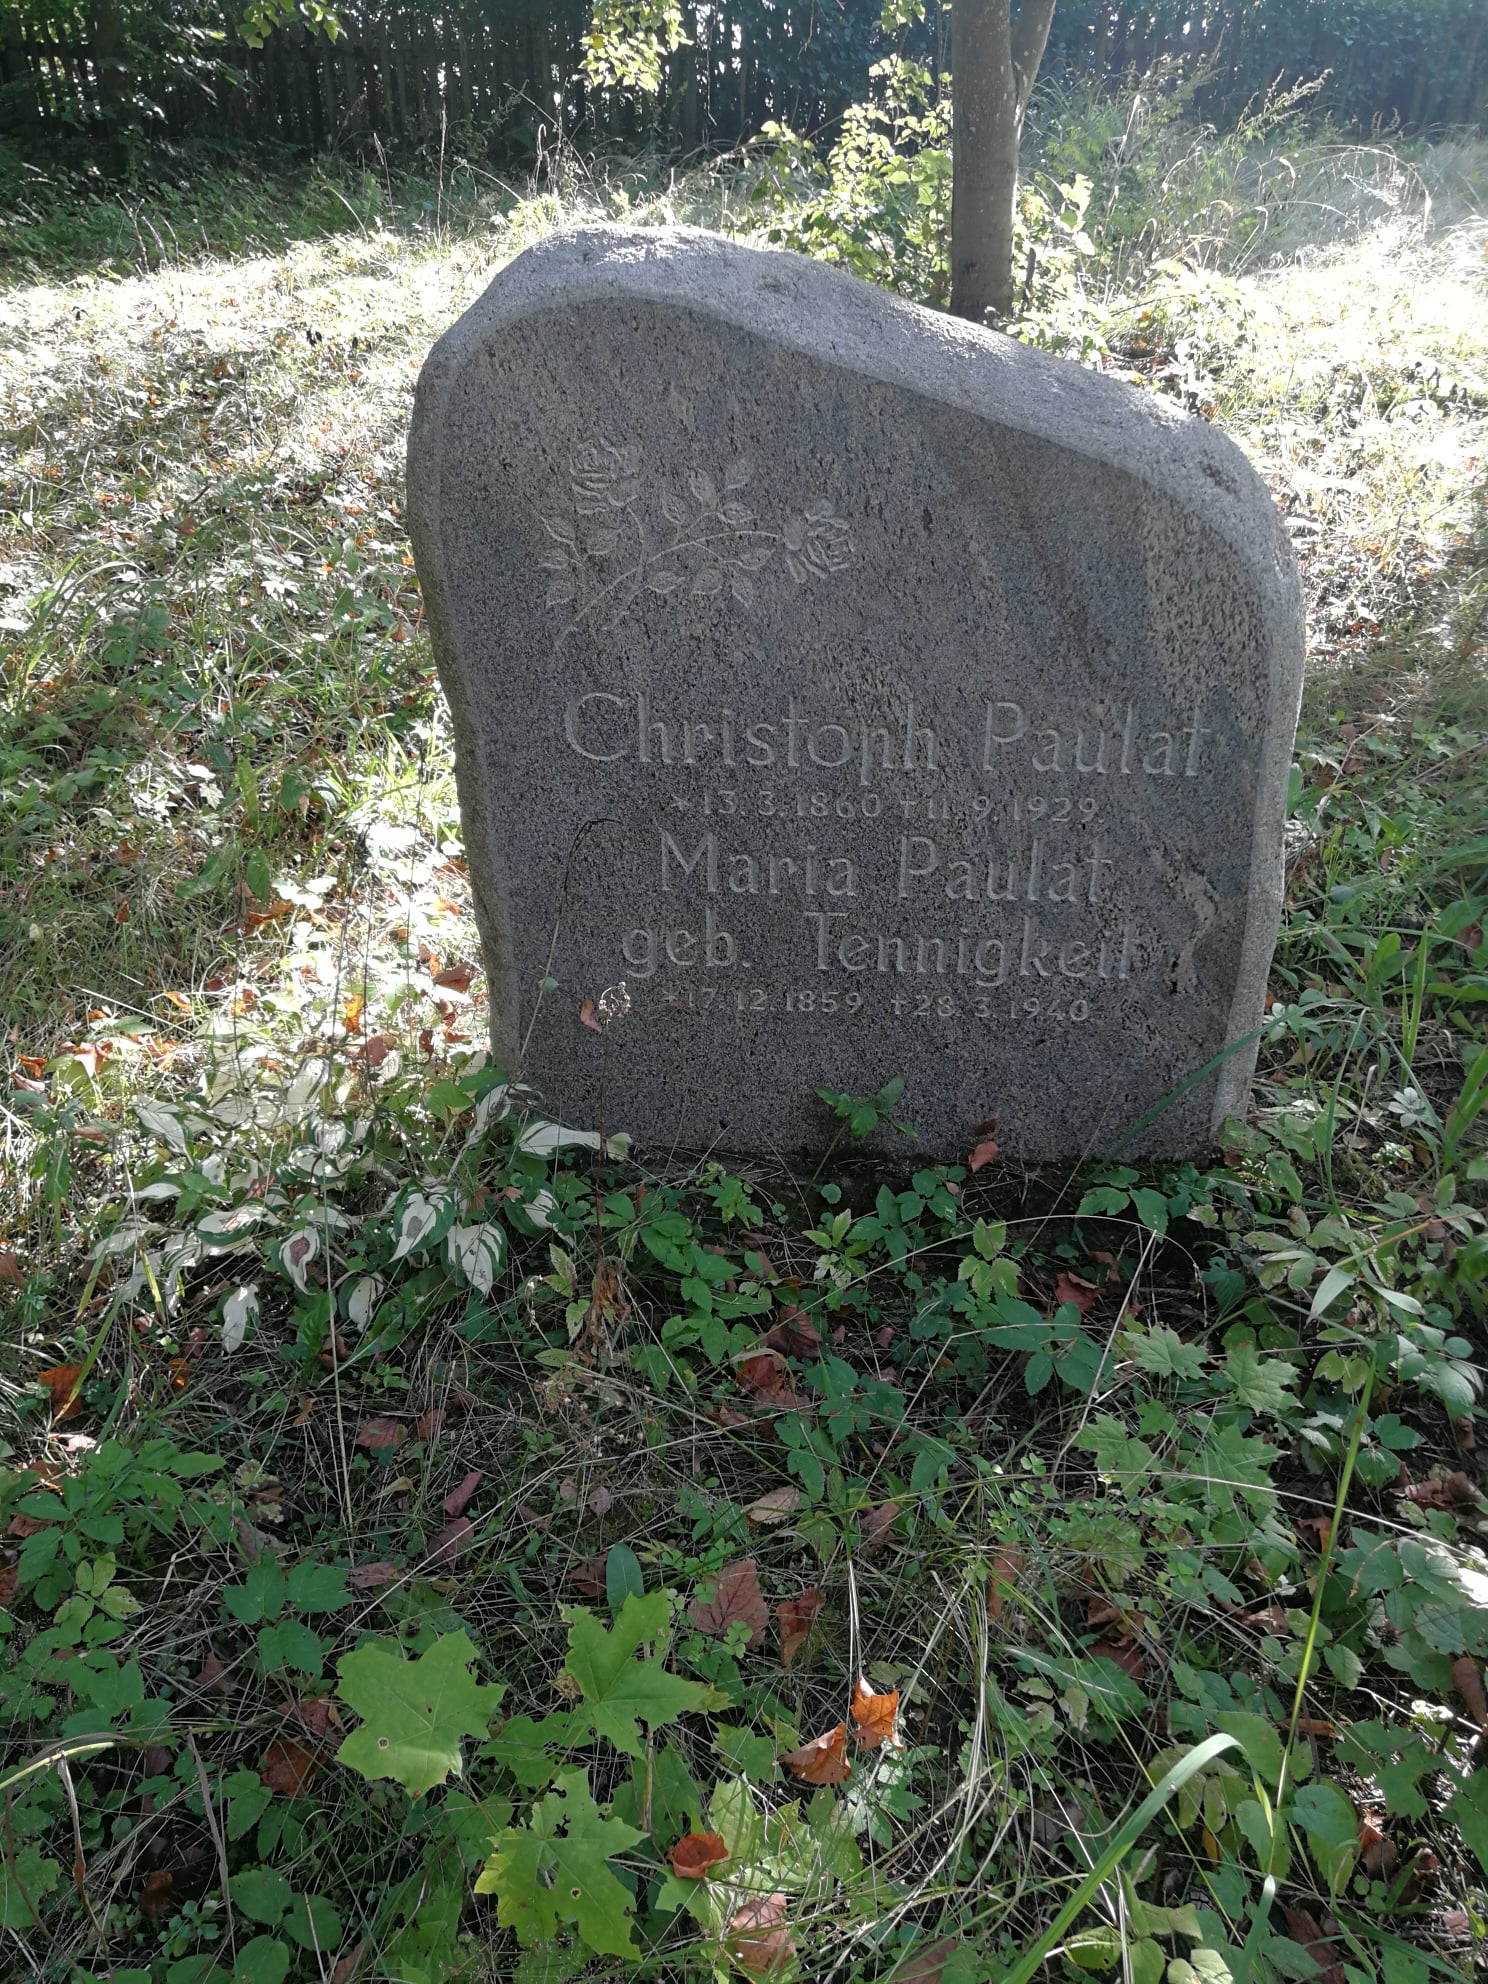 Christoph Paulat
*13.3.1860 †11.9.1929.
Maria Paulat
geb. Tennigkeit
*17.12.1859 †28.3.1940.